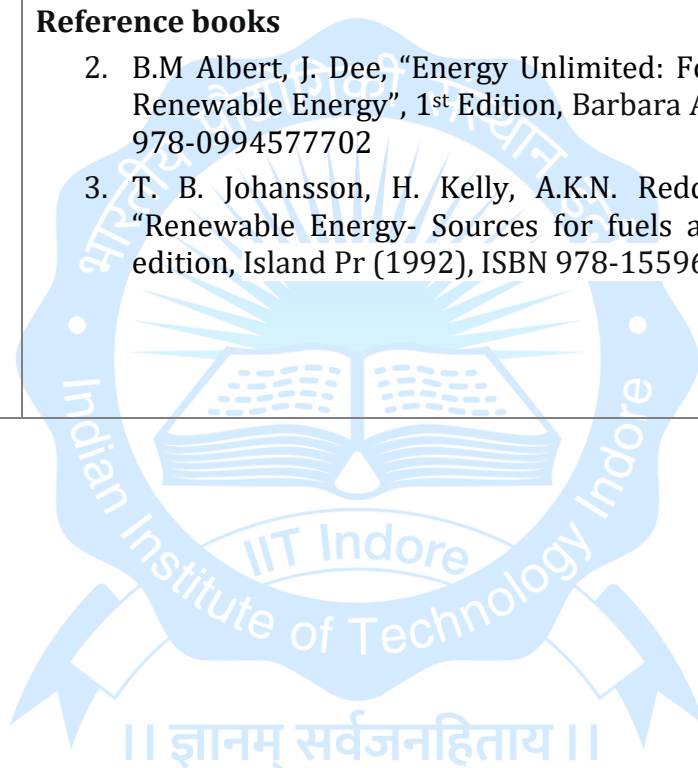 Reference books
2. B.M Albert, J. Dee, “Energy Unlimited: Fo
Renewable Energy”, 1st Edition, Barbara A
978-0994577702
3. T. B. Johansson, H. Kelly, A.K.N. Redd
“Renewable Energy- Sources for fuels a
edition, Island Pr (1992), ISBN 978-15596
भारतीय प्रौद्योगिकी संस्थान इंदौर
Indian Institute of Technology Indore
IIT Indore
।। ज्ञानम् सर्वजनहिताय ।।